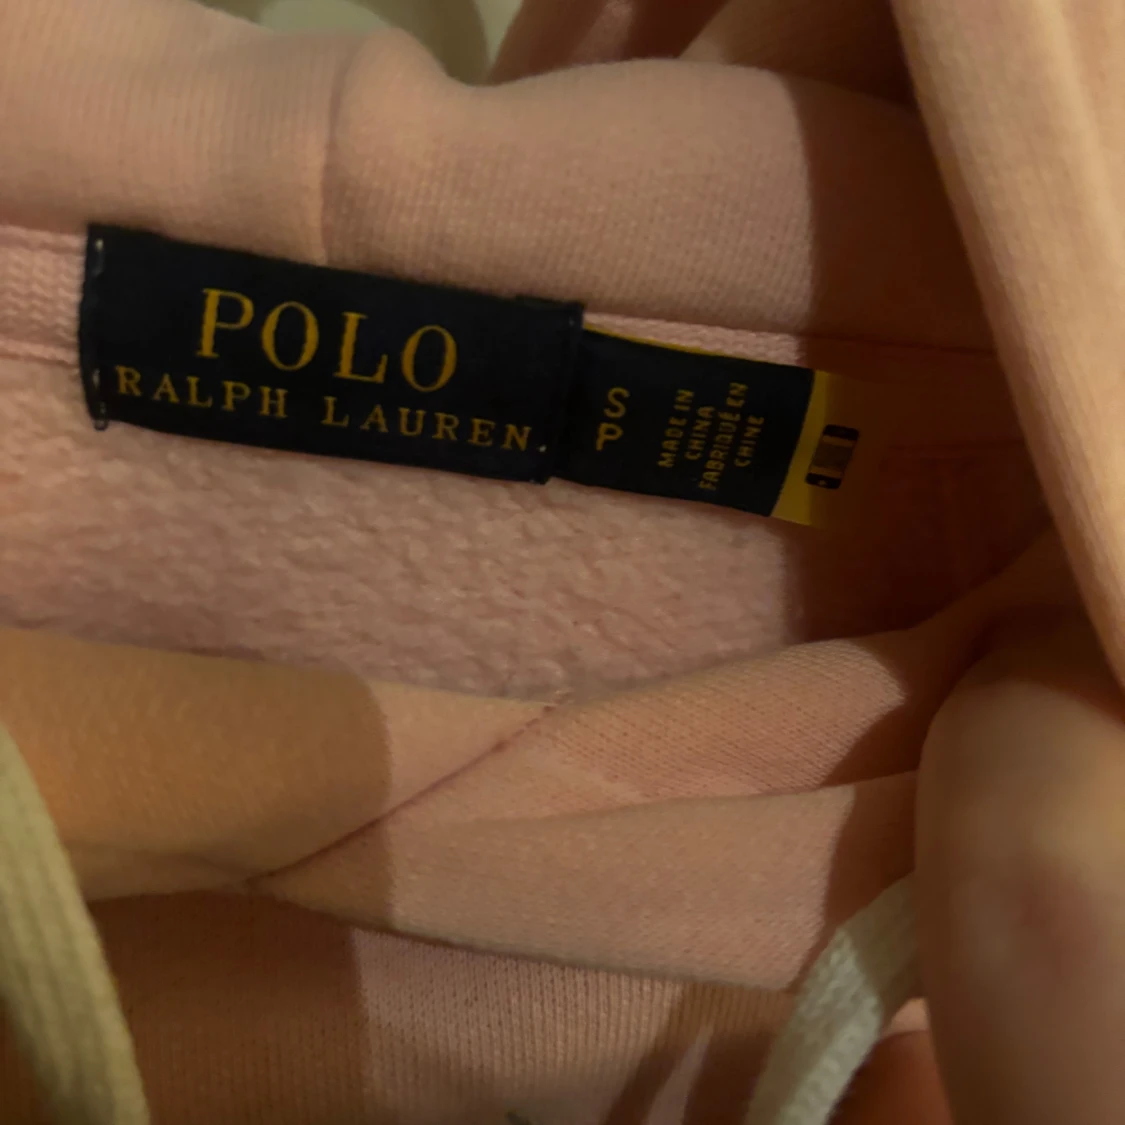 POLO
RALPH LAUREN.
S
P
MADE IN
CHINA
FABRIQUÉ EN
CHINE